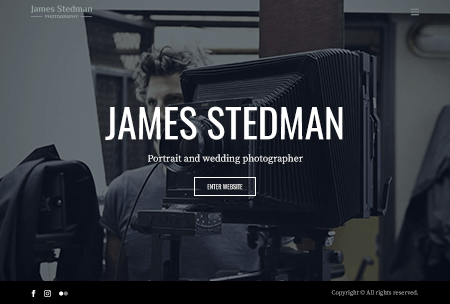 James Stedman
PHOTOGRAPHY
JAMES STEDMAN
Portrait and wedding photographer
ENTER WEBSITE
Copyright © All rights reserved.